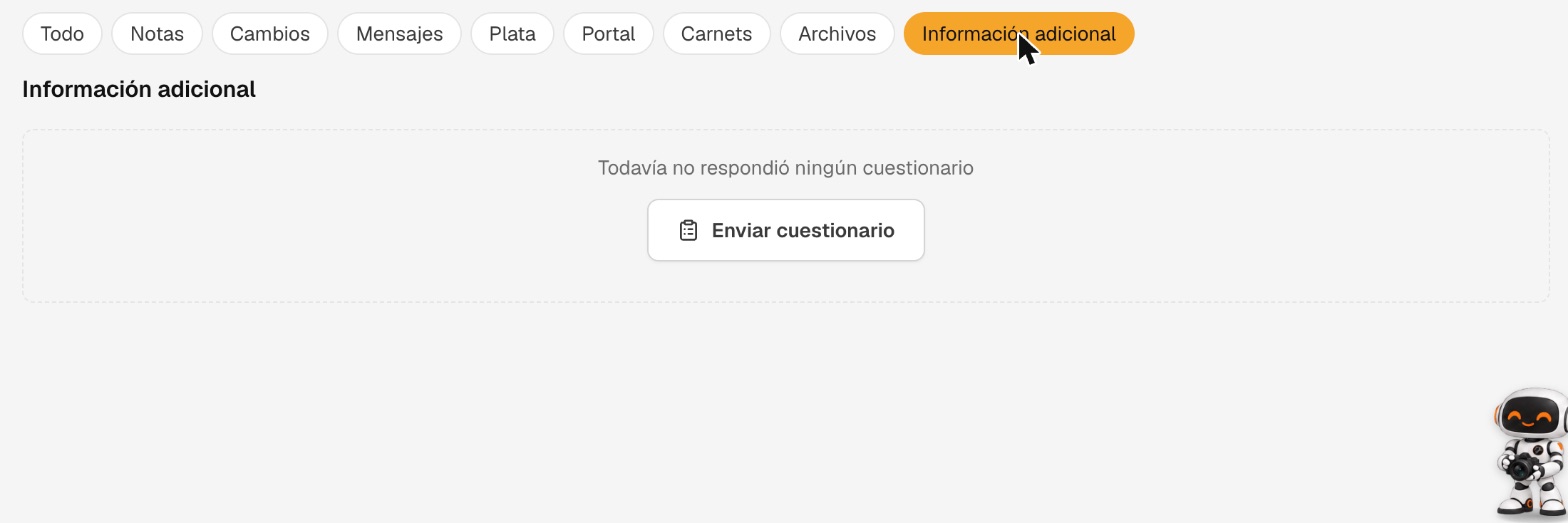 Todo Notas Cambios Mensajes Plata Portal Carnets Archivos Información adicional
Información adicional
Todavía no respondió ningún cuestionario
Enviar cuestionario